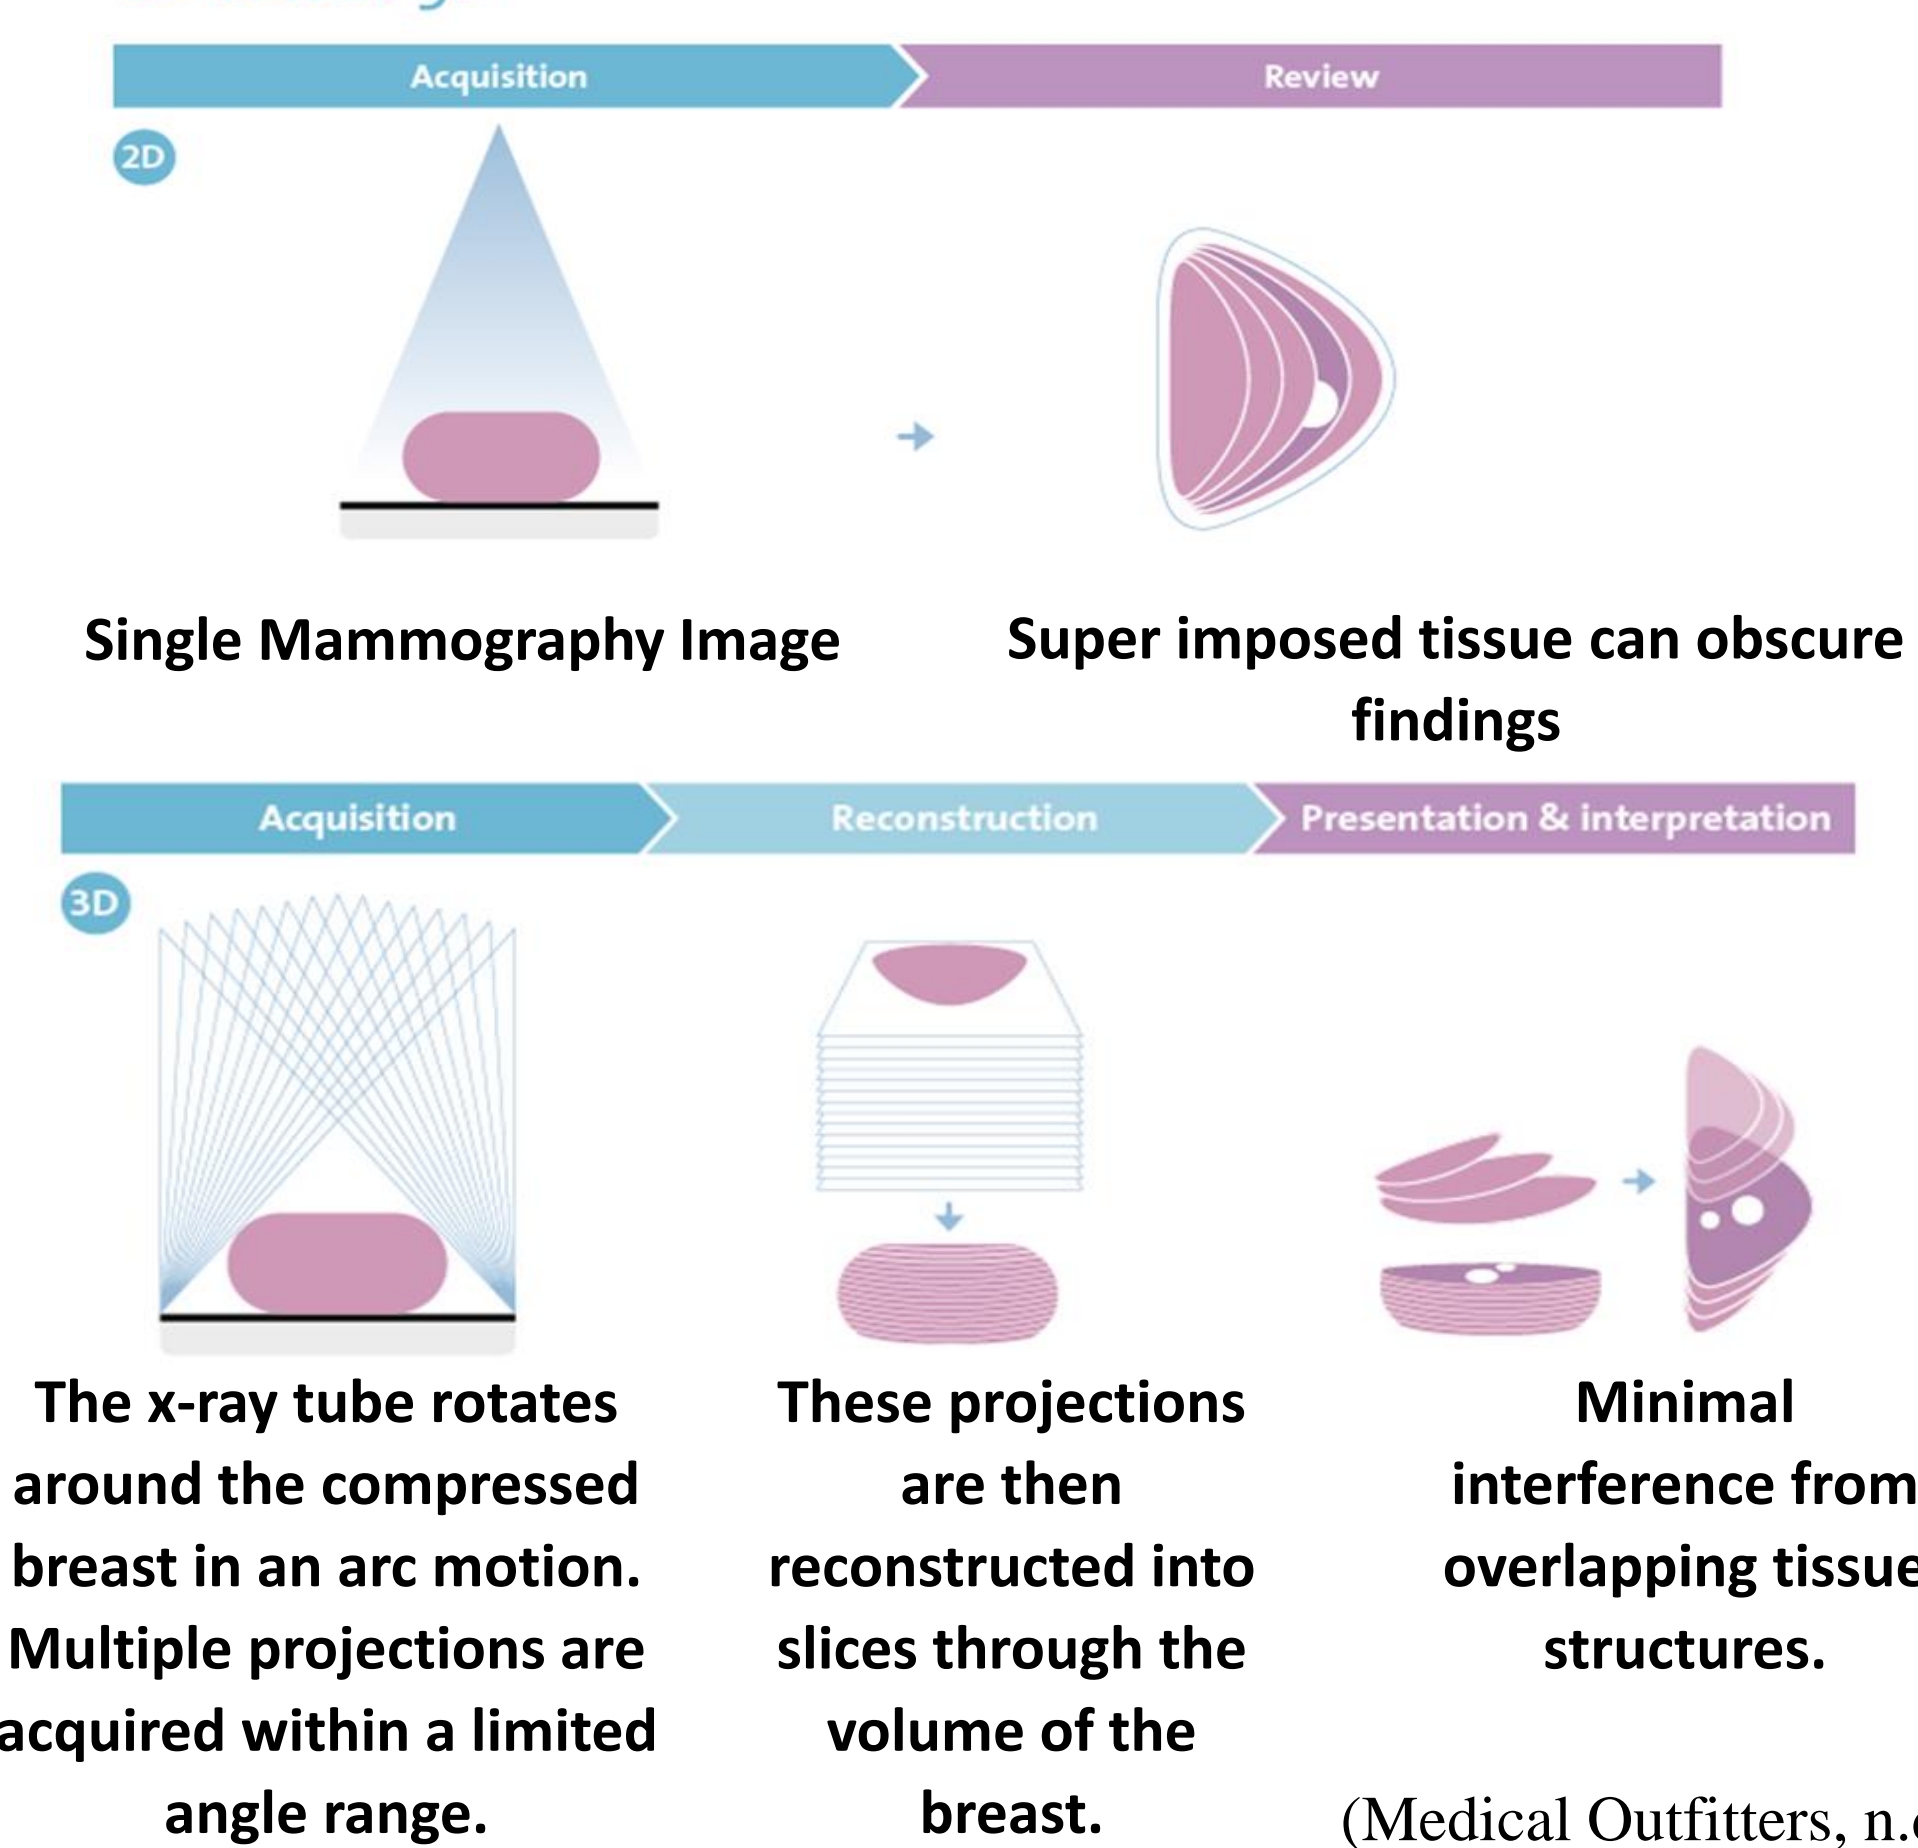 Acquisition
Review
2D
Single Mammography Image
Super imposed tissue can obscure
findings
Acquisition
Reconstruction
Presentation & interpretation
3D
The x-ray tube rotates
around the compressed
breast in an arc motion.
Multiple projections are
acquired within a limited
angle range.
These projections
are then
reconstructed into
slices through the
volume of the
breast.
Minimal
interference from
overlapping tissue
structures.
(Medical Outfitters,